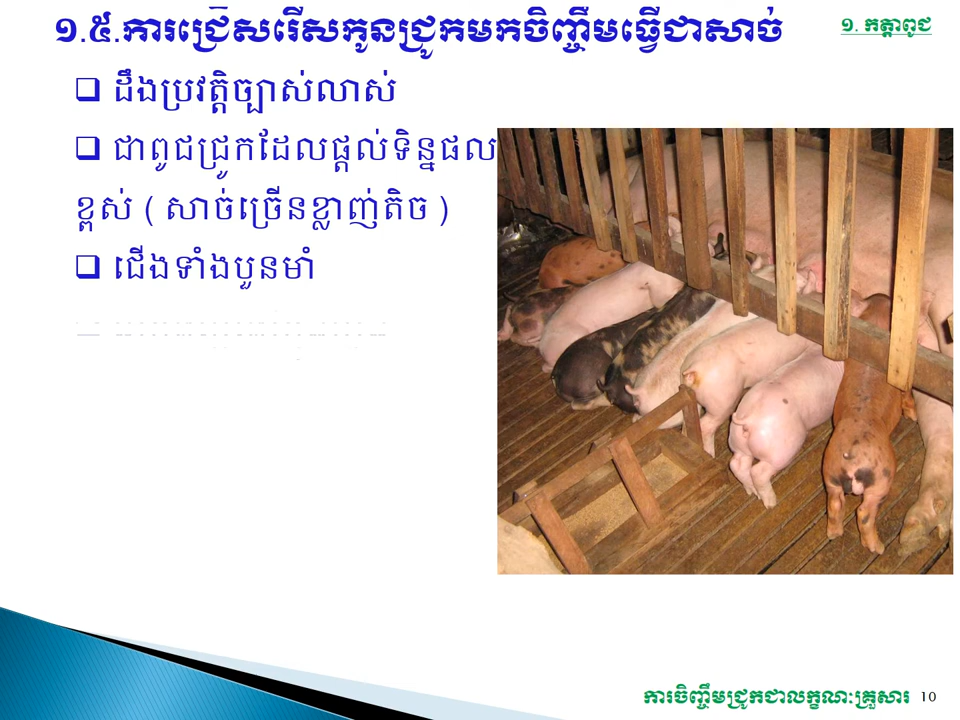 ១.៥.ការជ្រើសរើសកូនជ្រូកមកចិញ្ចឹមធ្វើជាសាច់
១. កត្តាពូជ
❑ ដឹងប្រវត្តិច្បាស់លាស់
❑ ជាពូជជ្រូកដែលផ្តល់ទិន្នផល
ខ្ពស់ ( សាច់ច្រើនខ្លាញ់តិច )
❑ ជើងទាំងបួនមាំ
ការចិញ្ចឹមជ្រូកជាលក្ខណៈគ្រួសារ 10